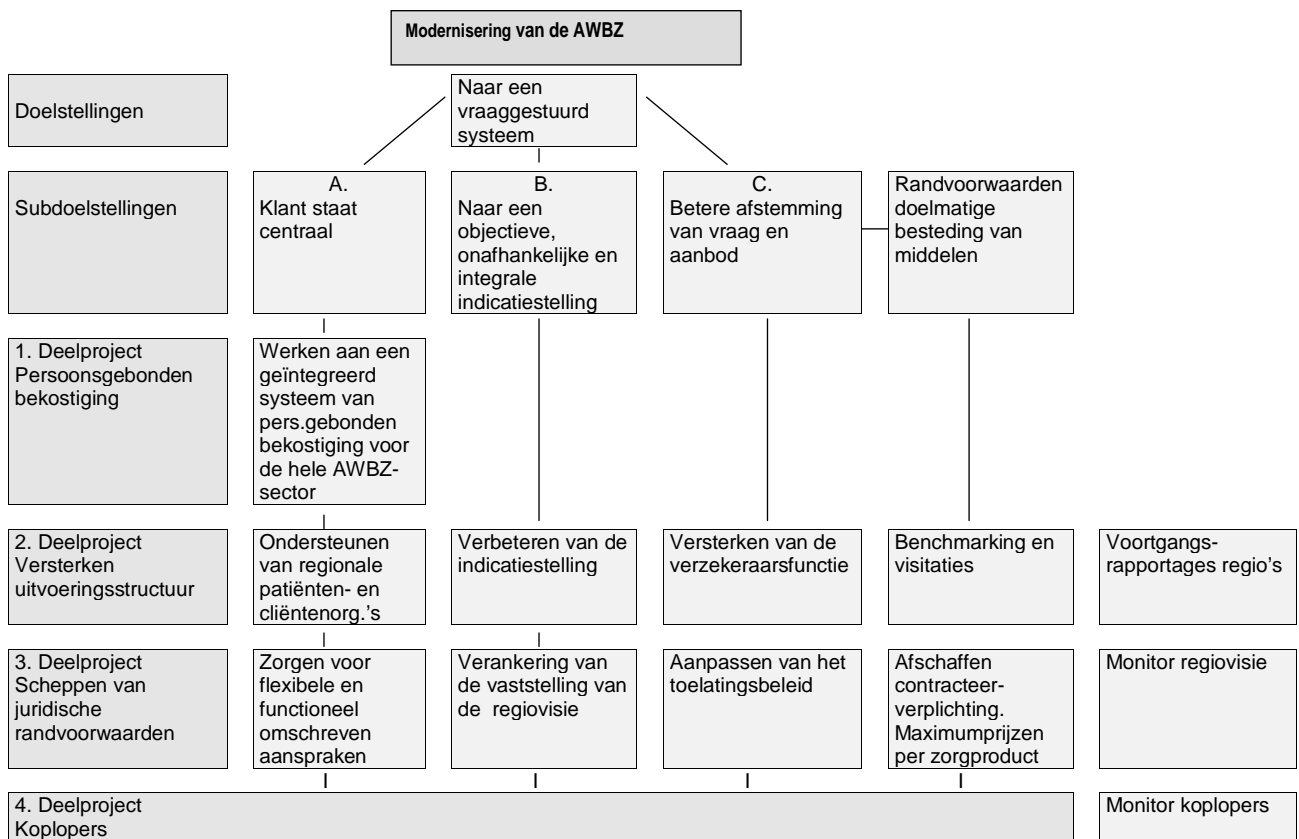 Modernisering van de AWBZ
Doelstellingen
Naar een
vraaggestuurd
systeem
Subdoelstellingen
A.
Klant staat
centraal
B.
Naar een
objectieve,
onafhankelijke en
integrale
indicatiestelling
C.
Betere afstemming
van vraag en
aanbod
Randvoorwaarden
doelmatige
besteding van
middelen
1. Deelproject
Persoonsgebonden
bekostiging
Werken aan een
geïntegreerd
systeem van
pers.gebonden
bekostiging voor
de hele AWBZ-
sector
2. Deelproject
Versterken
uitvoeringsstructuur
Ondersteunen
van regionale
patiënten- en
cliëntenorg.'s
Verbeteren van de
indicatiestelling
Versterken van de
verzekeraarsfunctie
Benchmarking en
visitaties
Voortgangs-
rapportages regio's
3. Deelproject
Scheppen van
juridische
randvoorwaarden
Zorgen voor
flexibele en
functioneel
omschreven
aanspraken
Verankering van
de vaststelling van
de regiovisie
Aanpassen van het
toelatingsbeleid
Afschaffen
contracteer-
verplichting.
Maximumprijzen
per zorgproduct
Monitor regiovisie
4. Deelproject
Koplopers
Monitor koplopers